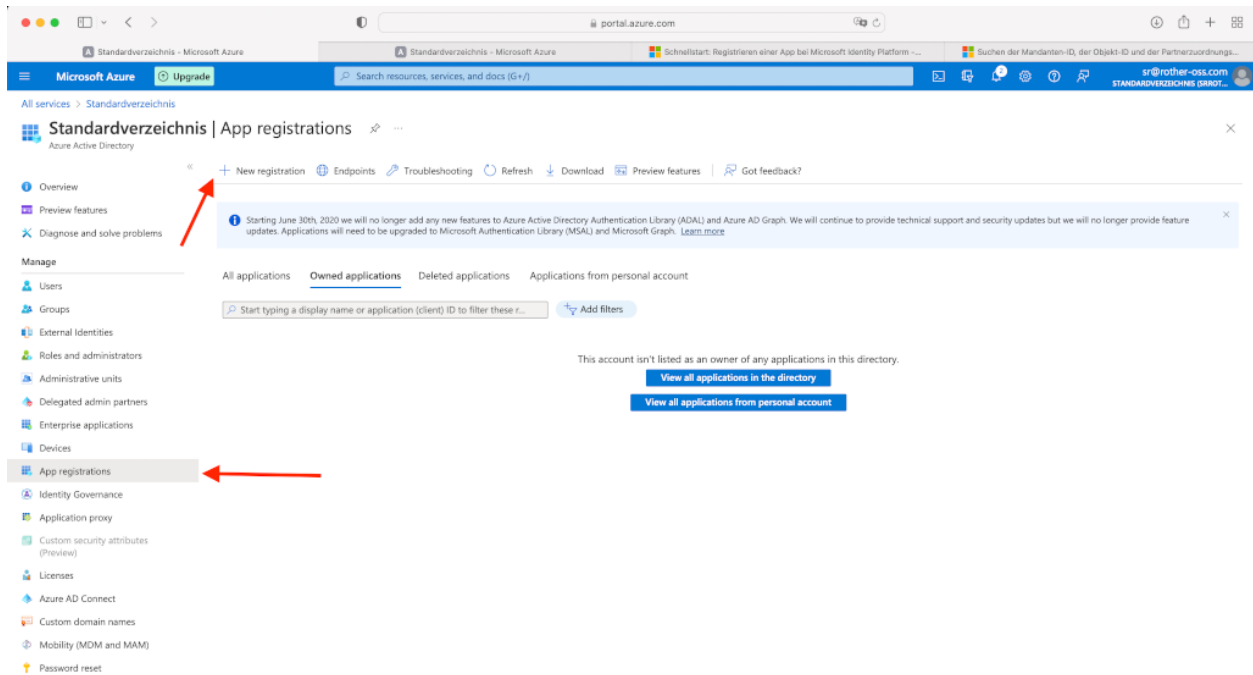 portal.azure.com
Standardverzeichnis - Microsoft Azure
Standardverzeichnis - Microsoft Azure
Schnellstart: Registrieren einer App bei Microsoft Identity Platform -...
Suchen der Mandanten-ID, der Objekt-ID und der Partnerzuordnungs...
Microsoft Azure
Upgrade
Search resources, services, and docs (G+/)
2
sr@rother-oss.com
STANDARDVERZEICHNIS (SRROT...
All services > Standardverzeichnis
Standardverzeichnis | App registrations
Azure Active Directory
New registration
Endpoints
Troubleshooting
Refresh
Download
Preview features
Got feedback?
Overview
Preview features
Diagnose and solve problems
Manage
Users
Groups
External Identities
Roles and administrators
Administrative units
Delegated admin partners
Enterprise applications
Devices
App registrations
Identity Governance
Application proxy
Custom security attributes
(Preview)
Licenses
Azure AD Connect
Custom domain names
Mobility (MDM and MAM)
Password reset
Starting June 30th, 2020 we will no longer add any new features to Azure Active Directory Authentication Library (ADAL) and Azure AD Graph. We will continue to provide technical support and security updates but we will no longer provide feature
updates. Applications will need to be upgraded to Microsoft Authentication Library (MSAL) and Microsoft Graph. Learn more
All applications
Owned applications
Deleted applications
Applications from personal account
Start typing a display name or application (client) ID to filter these r...
Add filters
This account isn't listed as an owner of any applications in this directory.
View all applications in the directory
View all applications from personal account